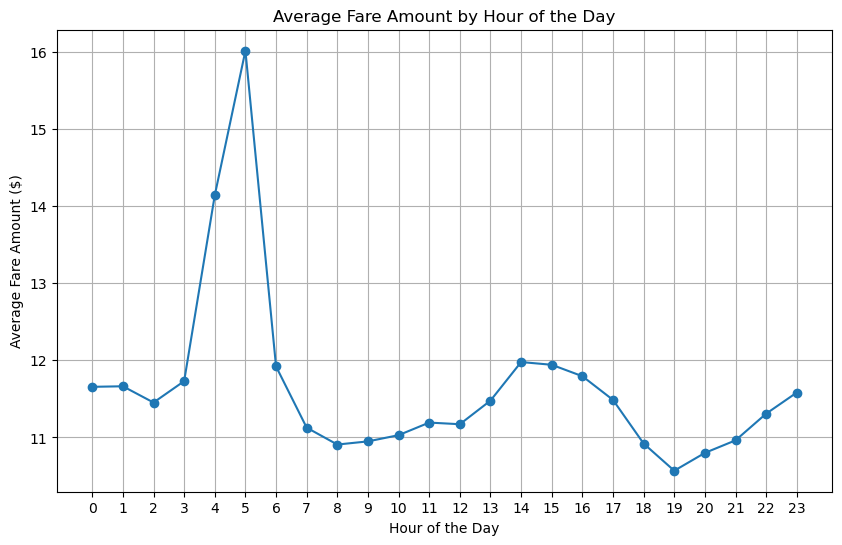 Average Fare Amount by Hour of the Day
Average Fare Amount ($)
16
15
14
13
12
11
0 1 2 3 4 5 6 7 8 9 10 11 12 13 14 15 16 17 18 19 20 21 22 23
Hour of the Day